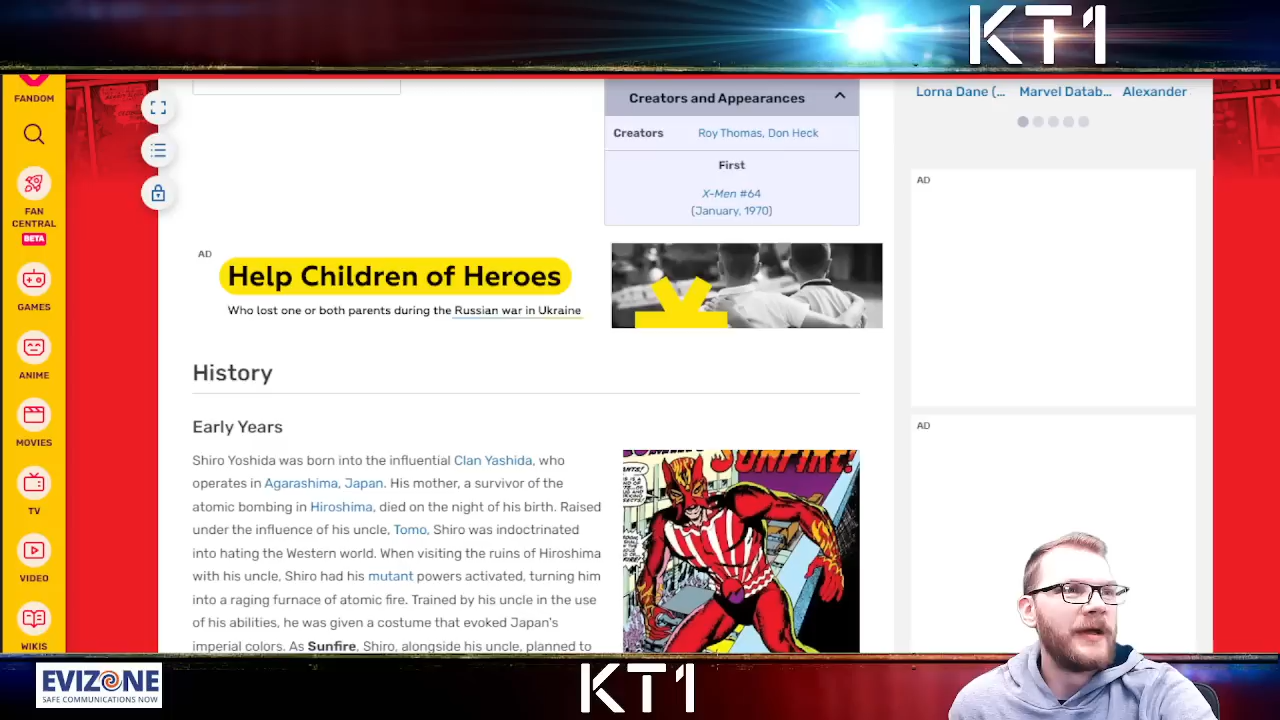 KT1
FANDOM
FAN
CENTRAL
BETA
GAMES
ANIME
MOVIES
TV
VIDEO
WIKIS
Creators and Appearances
Creators Roy Thomas, Don Heck
First
X-Men #64
(January, 1970)
Lorna Dane (... Marvel Datab... Alexander
AD
AD
AD
Help Children of Heroes
Who lost one or both parents during the Russian war in Ukraine
History
Early Years
Shiro Yoshida was born into the influential Clan Yashida, who
operates in Agarashima, Japan. His mother, a survivor of the
atomic bombing in Hiroshima, died on the night of his birth. Raised
under the influence of his uncle, Tomo, Shiro was indoctrinated
into hating the Western world. When visiting the ruins of Hiroshima
with his uncle, Shiro had his mutant powers activated, turning him
into a raging furnace of atomic fire. Trained by his uncle in the use
of his abilities, he was given a costume that evoked Japan's
imperial colors. As Sunfire, Shiro, alongside his uncle, planned to
SUNFIRE!
EVIZONE
SAFE COMMUNICATIONS NOW
KT1